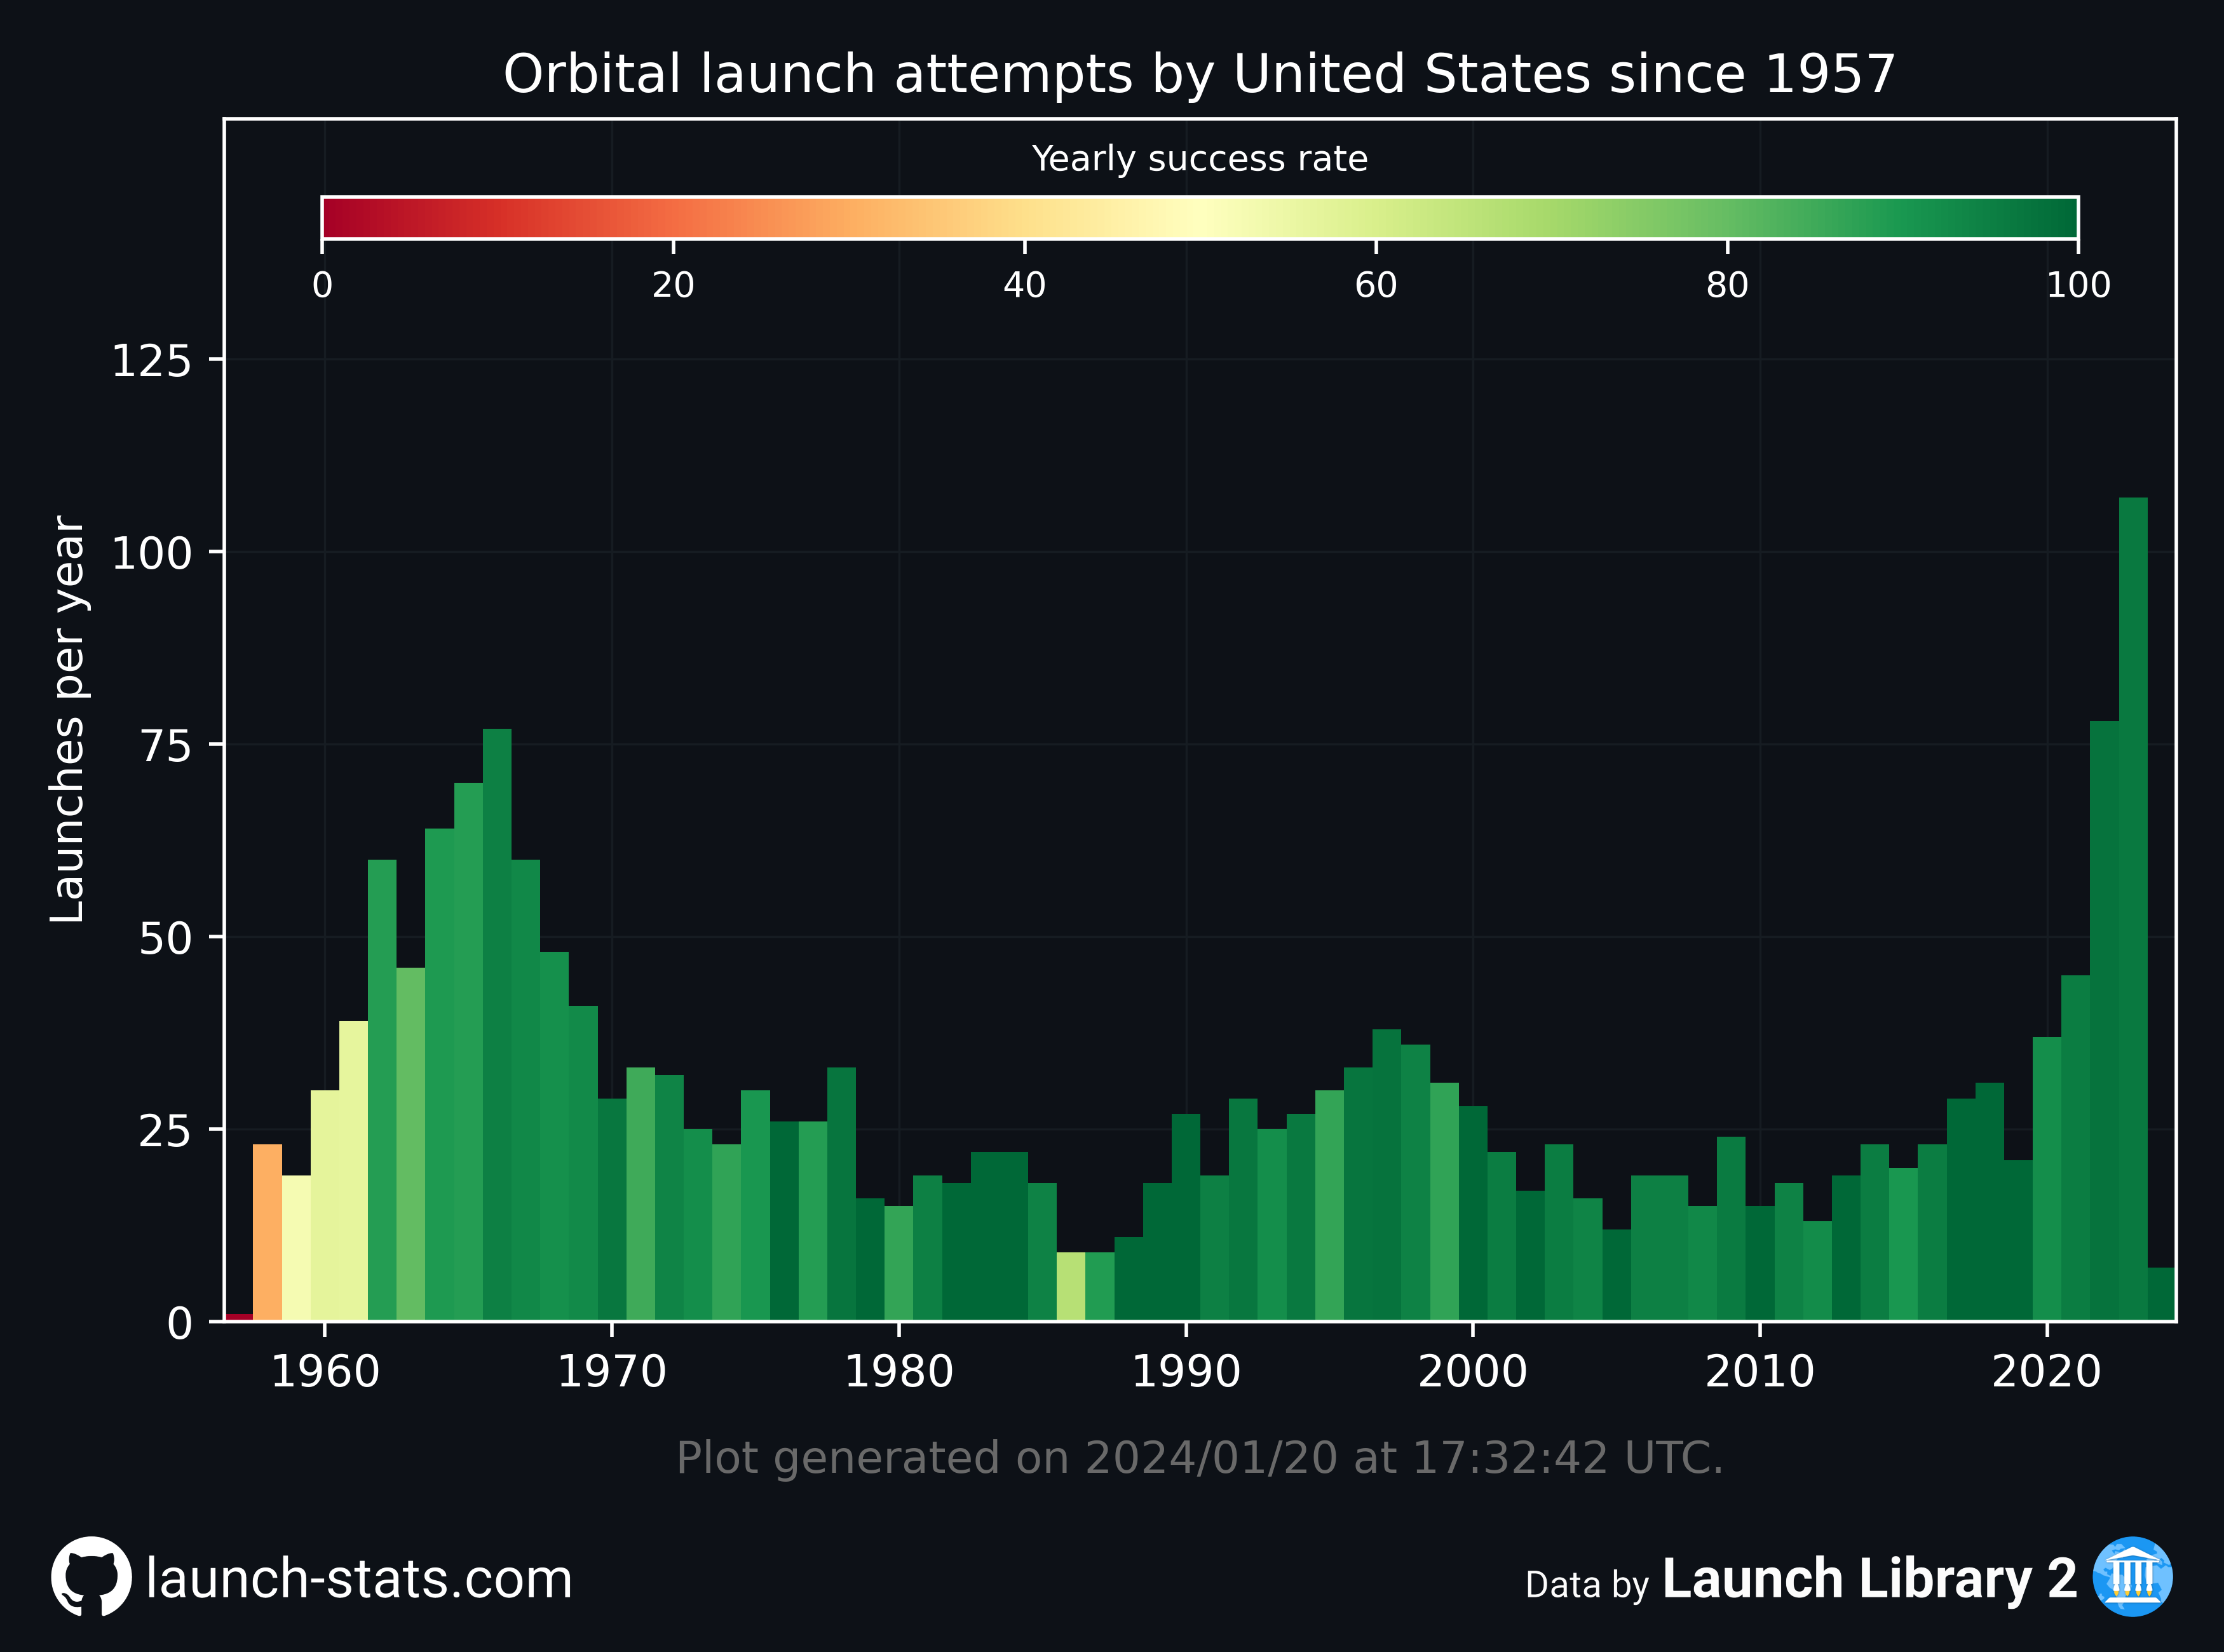 Orbital launch attempts by United States since 1957
Yearly success rate
0 20 40 60 80 100
Launches per year
125
100
75
50
25
0
1960 1970 1980 1990 2000 2010 2020
Plot generated on 2024/01/20 at 17:32:42 UTC.
launch-stats.com
Data by Launch Library 2